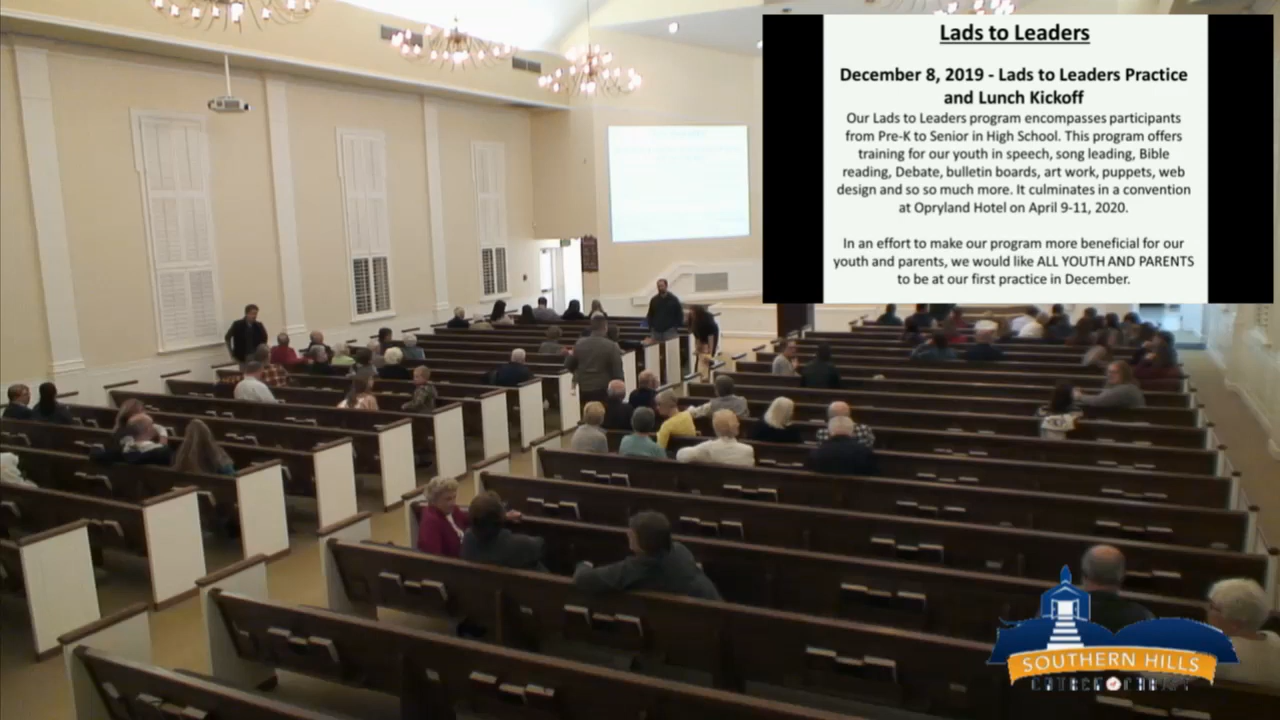 Lads to Leaders
December 8, 2019 - Lads to Leaders Practice
and Lunch Kickoff
Our Lads to Leaders program encompasses participants
from Pre-K to Senior in High School. This program offers
training for our youth in speech, song leading, Bible
reading, Debate, bulletin boards, art work, puppets, web
design and so so much more. It culminates in a convention
at Opryland Hotel on April 9-11, 2020.
In an effort to make our program more beneficial for our
youth and parents, we would like ALL YOUTH AND PARENTS
to be at our first practice in December.
SOUTHERN HILLS